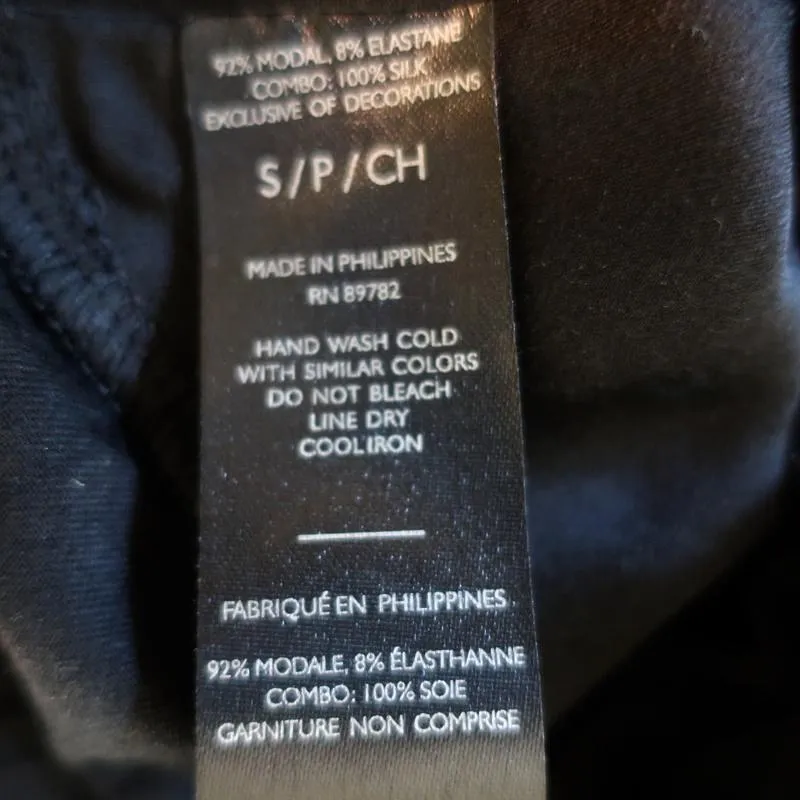 92% MODAL, 8% ELASTANE
COMBO: 100% SILK
EXCLUSIVE OF DECORATIONS
S/P/CH
MADE IN PHILIPPINES
RN 89782
HAND WASH COLD
WITH SIMILAR COLORS
DO NOT BLEACH
LINE DRY
COOL IRON
FABRIQUÉ EN PHILIPPINES
92% MODALE, 8% ÉLASTHANNE
COMBO: 100% SOIE
GARNITURE NON COMPRISE